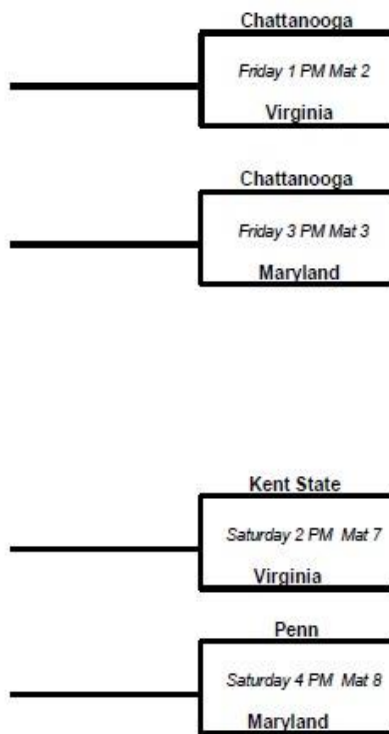 Chattanooga
Friday 1 PM Mat 2
Virginia
Chattanooga
Friday 3 PM Mat 3
Maryland
Kent State
Saturday 2 PM Mat 7
Virginia
Penn
Saturday 4 PM Mat 8
Maryland